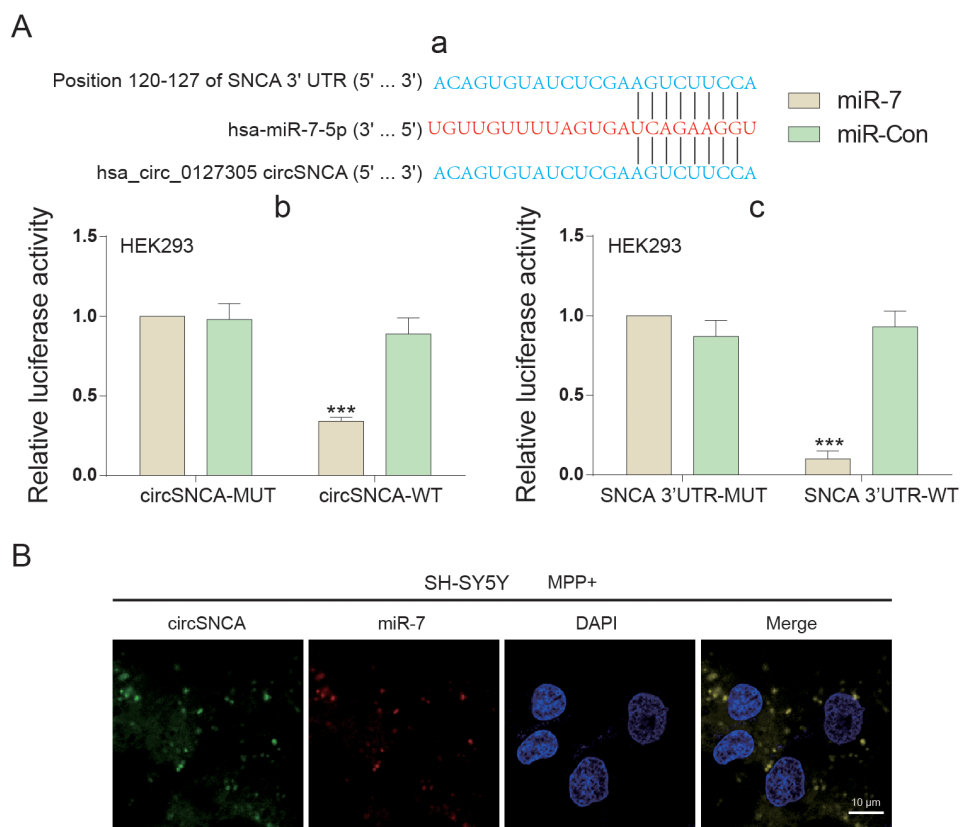 A
a
Position 120-127 of SNCA 3' UTR (5' ... 3') ACAGUGUAUCUCGAAGUCUUCCA
hsa-miR-7-5p (3' ... 5') UGUUGUUUUAGUGAUCAGAAGGU
hsa_circ_0127305 circSNCA (5' ... 3') ACAGUGUAUCUCGAAGUCUUCCA
miR-7
miR-Con
b
HEK293
Relative luciferase activity
1.5
1.0
0.5
0.0
***
circSNCA-MUT circSNCA-WT
c
HEK293
Relative luciferase activity
1.5
1.0
0.5
0.0
***
SNCA 3’UTR-MUT SNCA 3’UTR-WT
B
SH-SY5Y MPP+
circSNCA miR-7 DAPI Merge
10 μm